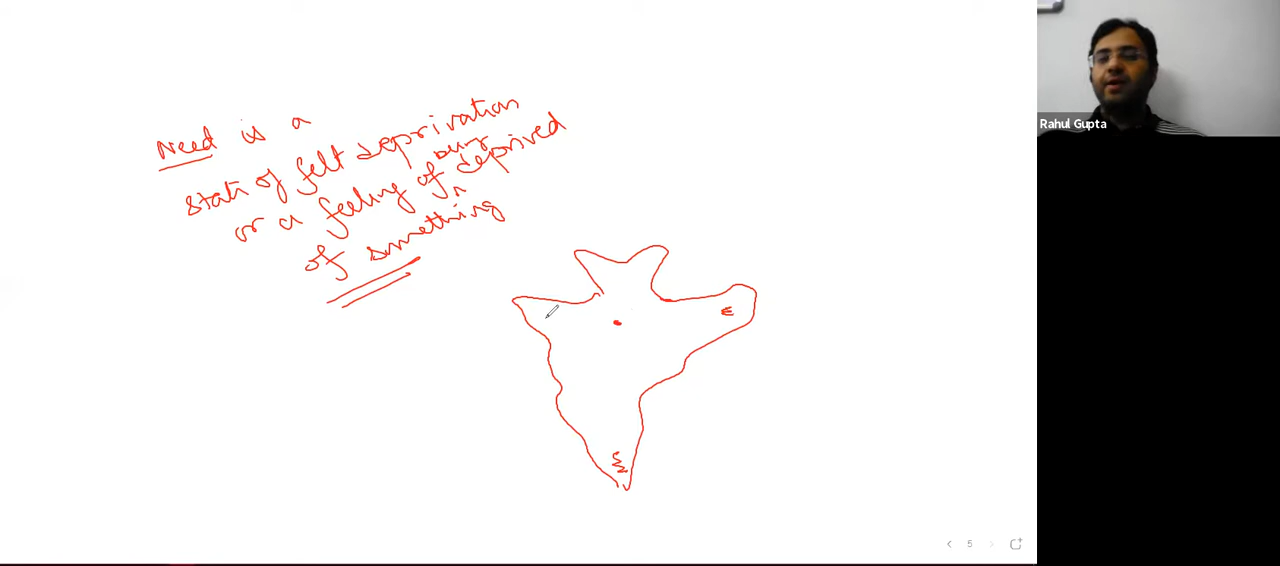 Need is a
state of felt deprivation
or a feeling of being deprived
of something
Rahul Gupta
5